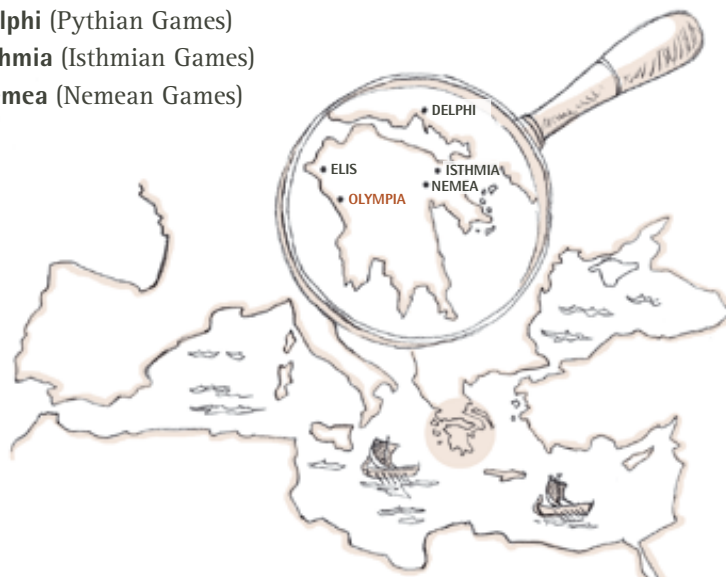 lphi (Pythian Games)
hmia (Isthmian Games)
mea (Nemean Games)
DELPHI
ELIS
ISTHMIA
NEMEA
OLYMPIA